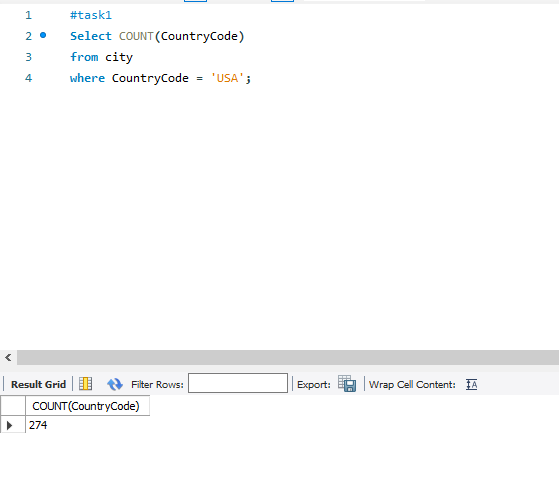 1 #task1
2 Select COUNT(CountryCode)
3 from city
4 where CountryCode = 'USA';
Result Grid Filter Rows: Export: Wrap Cell Content: IA
COUNT(CountryCode)
274